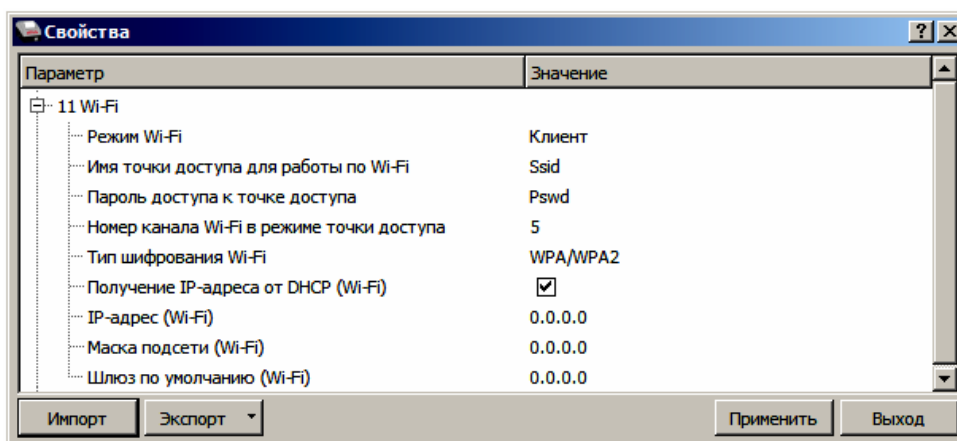 Свойства
Параметр Значение
11 Wi-Fi
Режим Wi-Fi Клиент
Имя точки доступа для работы по Wi-Fi Ssid
Пароль доступа к точке доступа Pswd
Номер канала Wi-Fi в режиме точки доступа 5
Тип шифрования Wi-Fi WPA/WPA2
Получение IP-адреса от DHCP (Wi-Fi)
IP-адрес (Wi-Fi) 0.0.0.0
Маска подсети (Wi-Fi) 0.0.0.0
Шлюз по умолчанию (Wi-Fi) 0.0.0.0
Импорт Экспорт Применить Выход